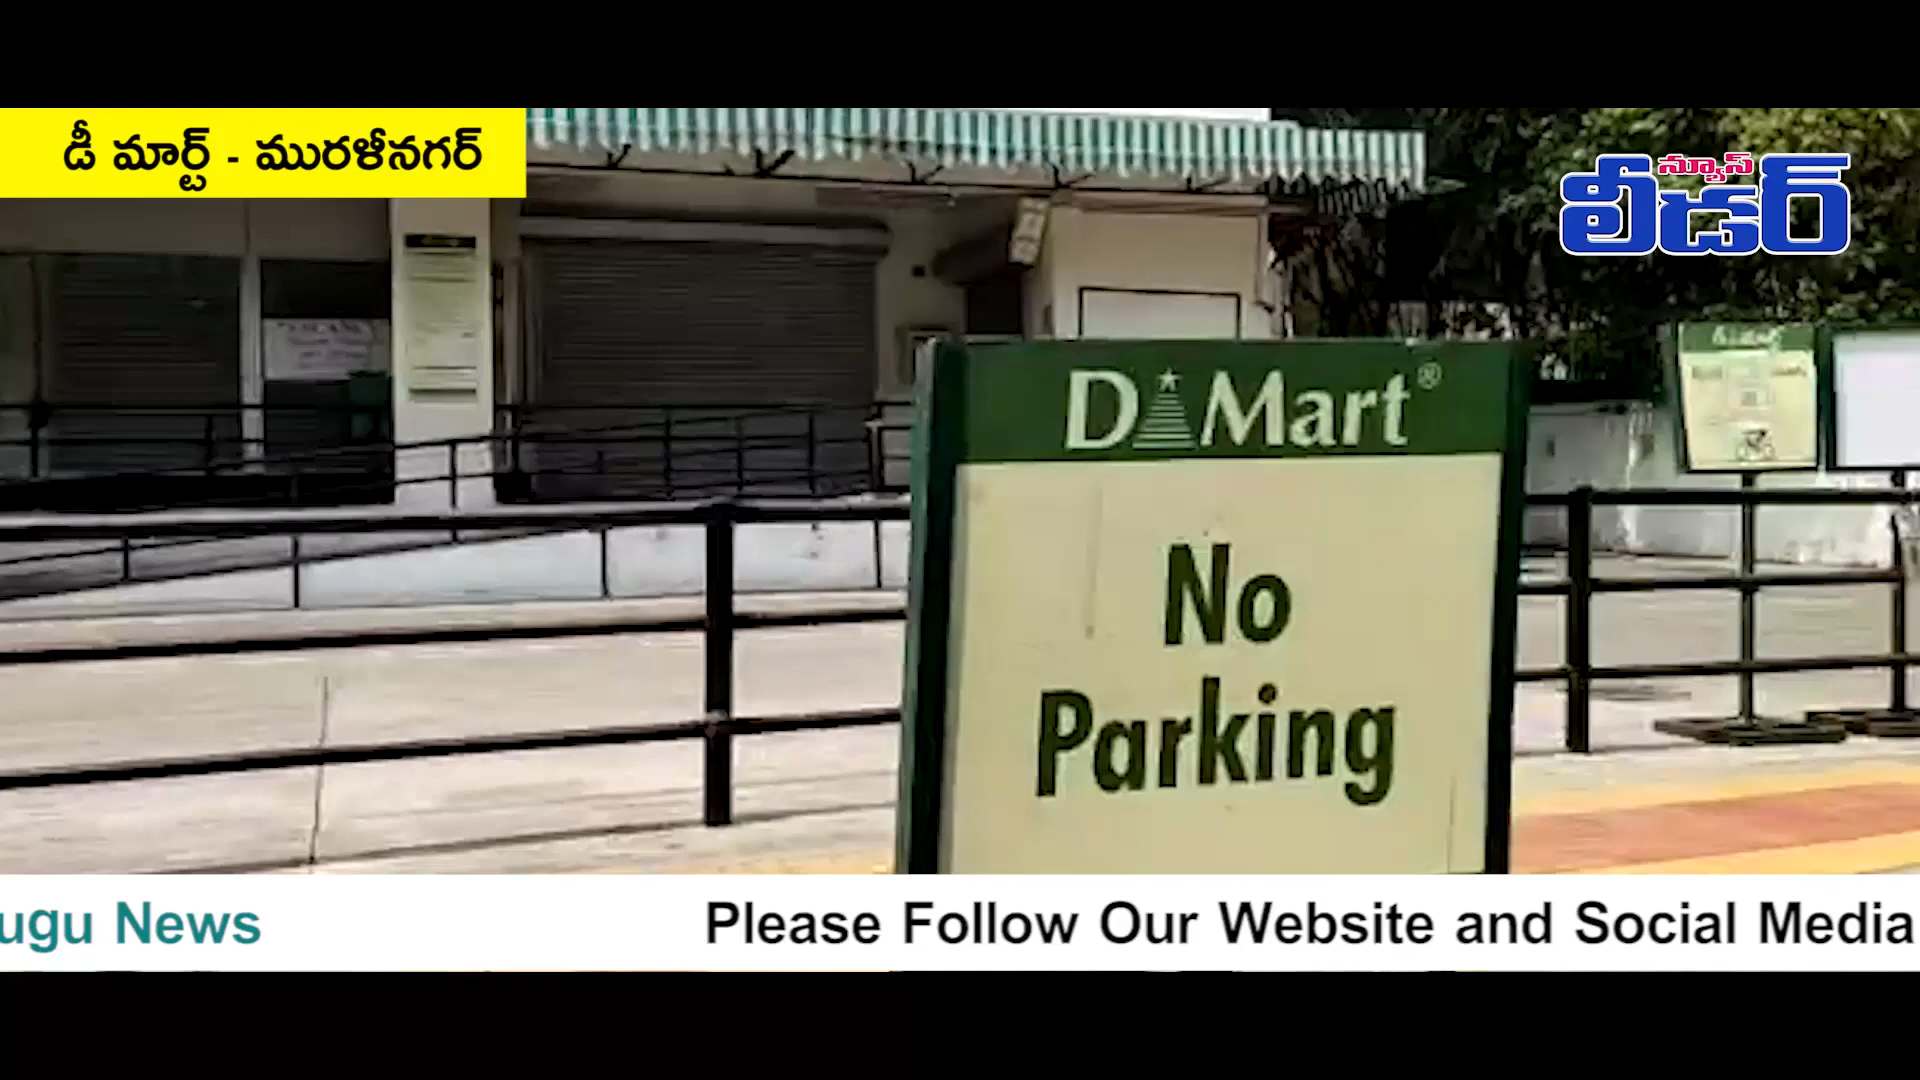 డీ మార్ట్ - మురళీనగర్
న్యూస్
లీడర్
D Mart®
No
Parking
ugu News
Please Follow Our Website and Social Media